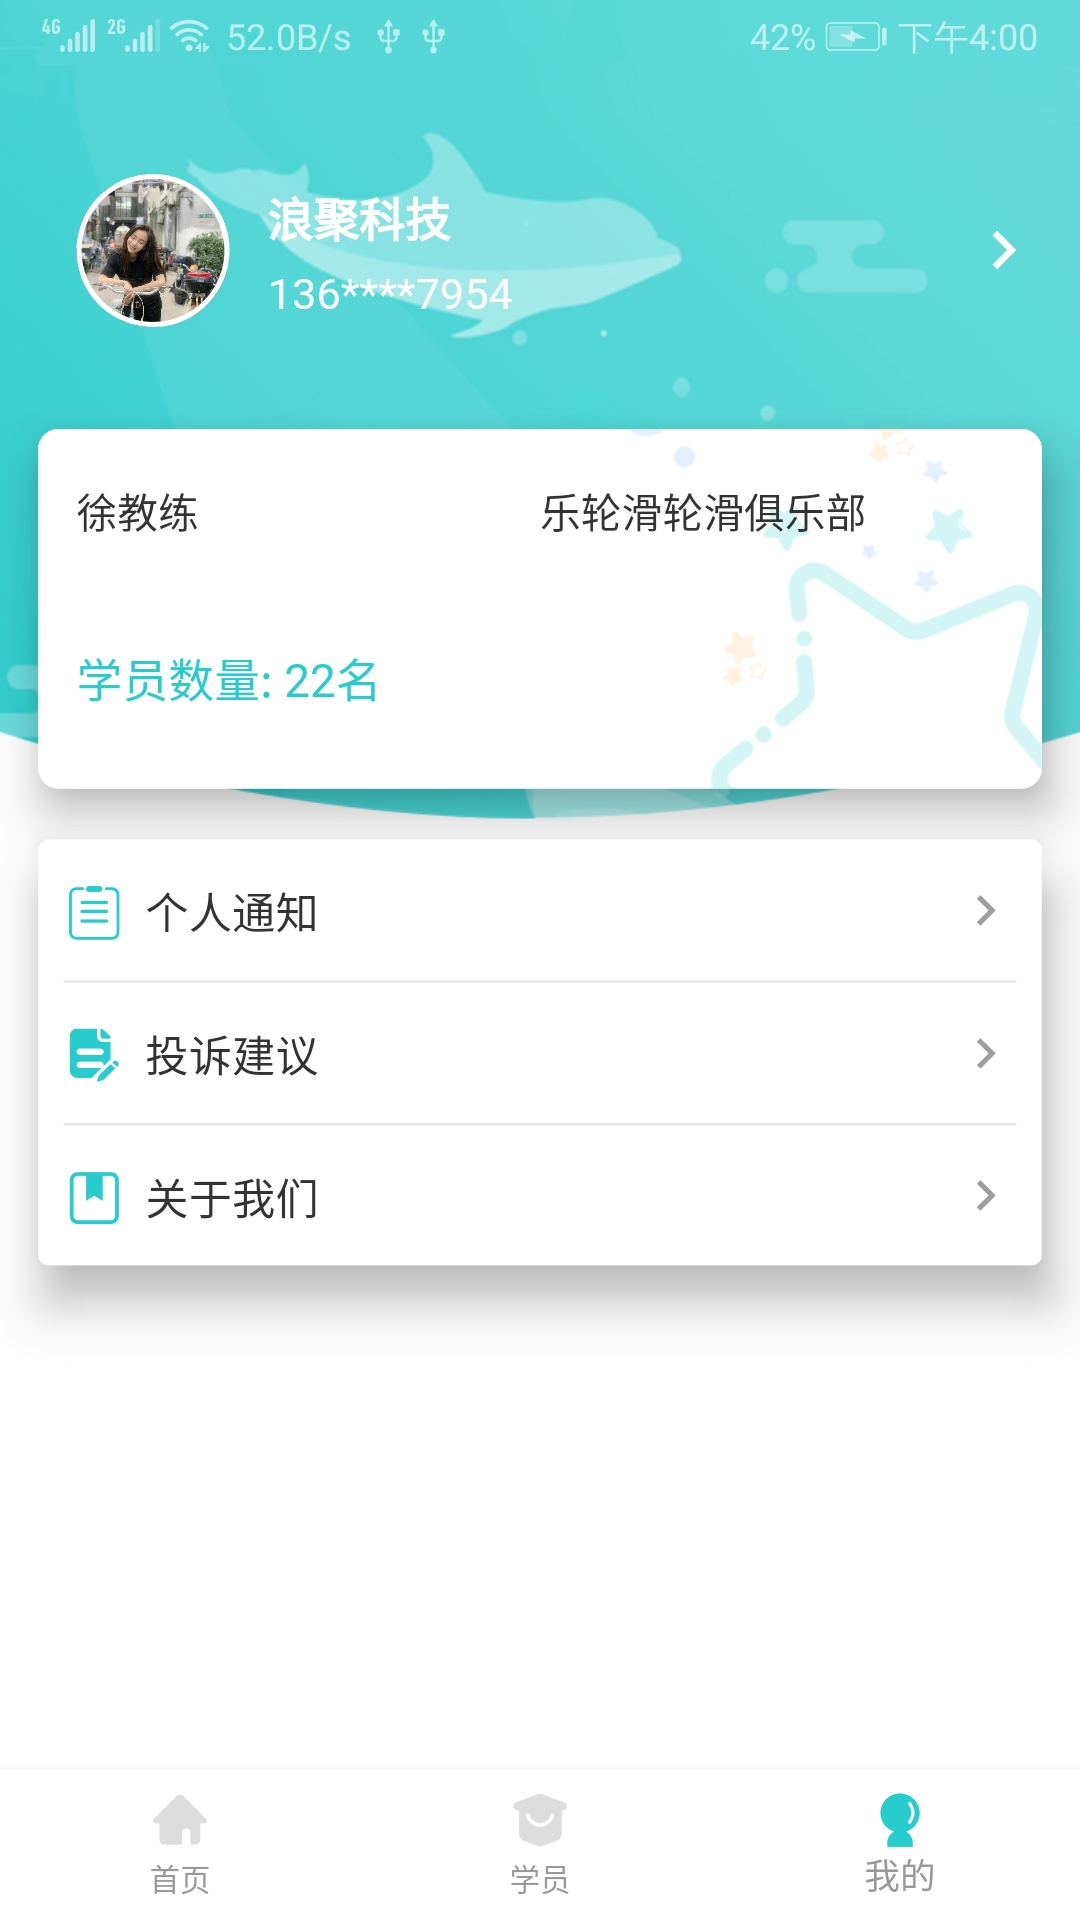 4G 2G 52.0B/s 42% 下午4:00
浪聚科技
136****7954
徐教练 乐轮滑轮滑俱乐部
学员数量: 22名
个人通知
投诉建议
关于我们
首页 学员 我的